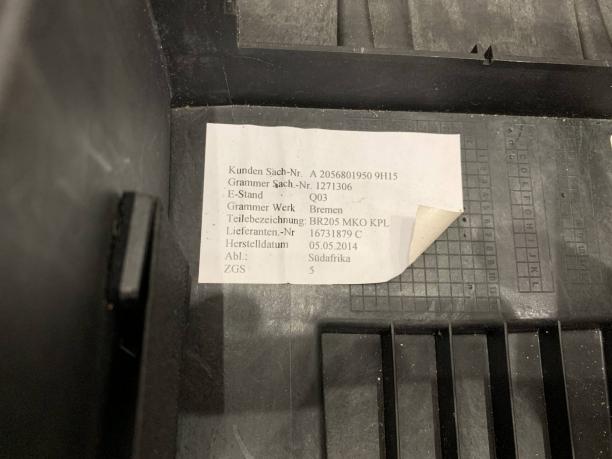 Kunden Sach-Nr. A 2056801950 9H15
Grammer Sach.-Nr. 1271306
E-Stand Q03
Grammer Werk Bremen
Teilebezeichnung: BR205 MKO KPL
Lieferanten.-Nr 16731879 C
Herstelldatum 05.05.2014
Abl.: Südafrika
ZGS 5